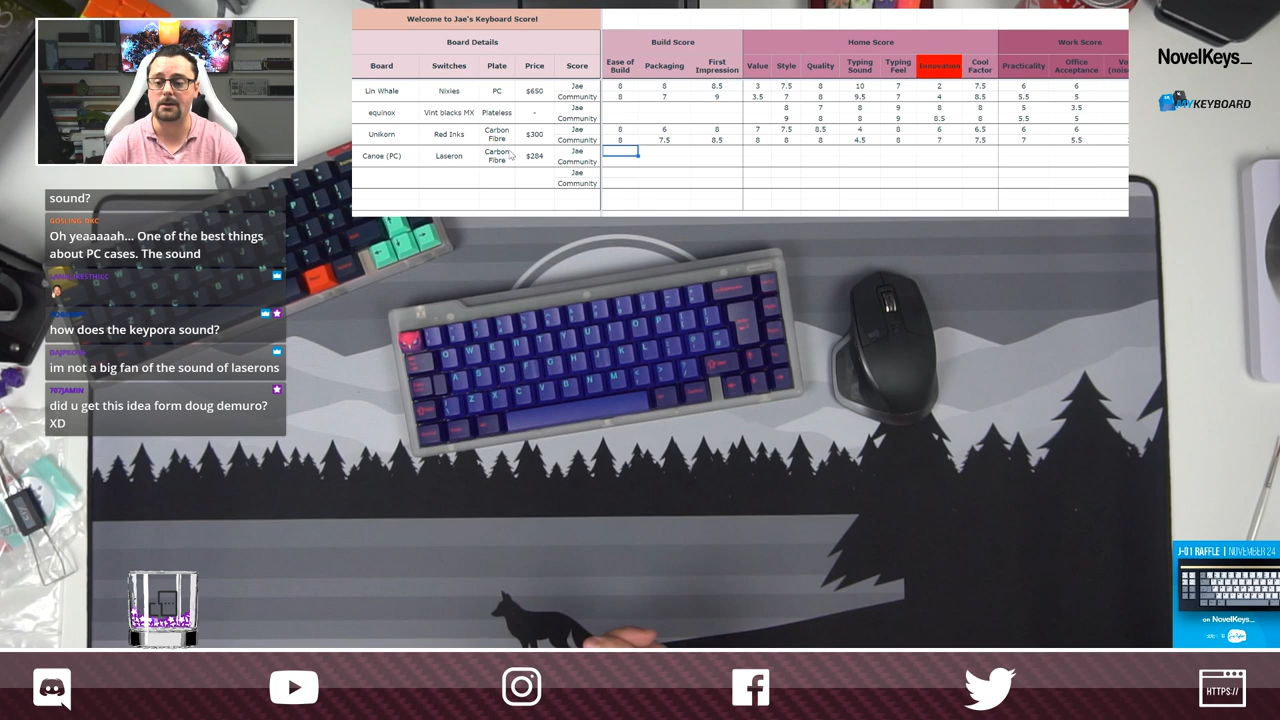 Welcome to Jae's Keyboard Score!
Board Details Build Score Home Score Work Score
Board Switches Plate Price Score Ease of Build Packaging First Impression Value Style Quality Typing Sound Typing Feel Innovation Cool Factor Practicality Office Acceptance
Lin Whale Nixies PC $650 Jae 8 8 8.5 3 7.5 8 10 7 2 7.5 6 6
Community 8 7 9 3.5 7 8 9.5 7 4 8.5 5.5 5
equinox Vint blacks MX Plateless - Jae 8 7 8 9 8 8 5 3.5
Community 9 8 8 9 8.5 8 5.5 5
Unikorn Red Inks Carbon Fibre $300 Jae 8 6 8 7 7.5 8.5 4 8 6 6.5 6 6
Community 8 7.5 8.5 8 8 8 4.5 8 7 7.5 7 5.5
Canoe (PC) Laseron Carbon Fibre $284 Jae
Community
Jae
Community
NovelKeys_
MYKEYBOARD
sound?
GOSLING_DKC
Oh yeaaaaah... One of the best things
about PC cases. The sound
how does the keypora sound?
im not a big fan of the sound of laserons
707JAMIN
did u get this idea form doug demuro?
XD
J-01 RAFFLE | NOVEMBER 24
ON NovelKeys_
HTTPS://